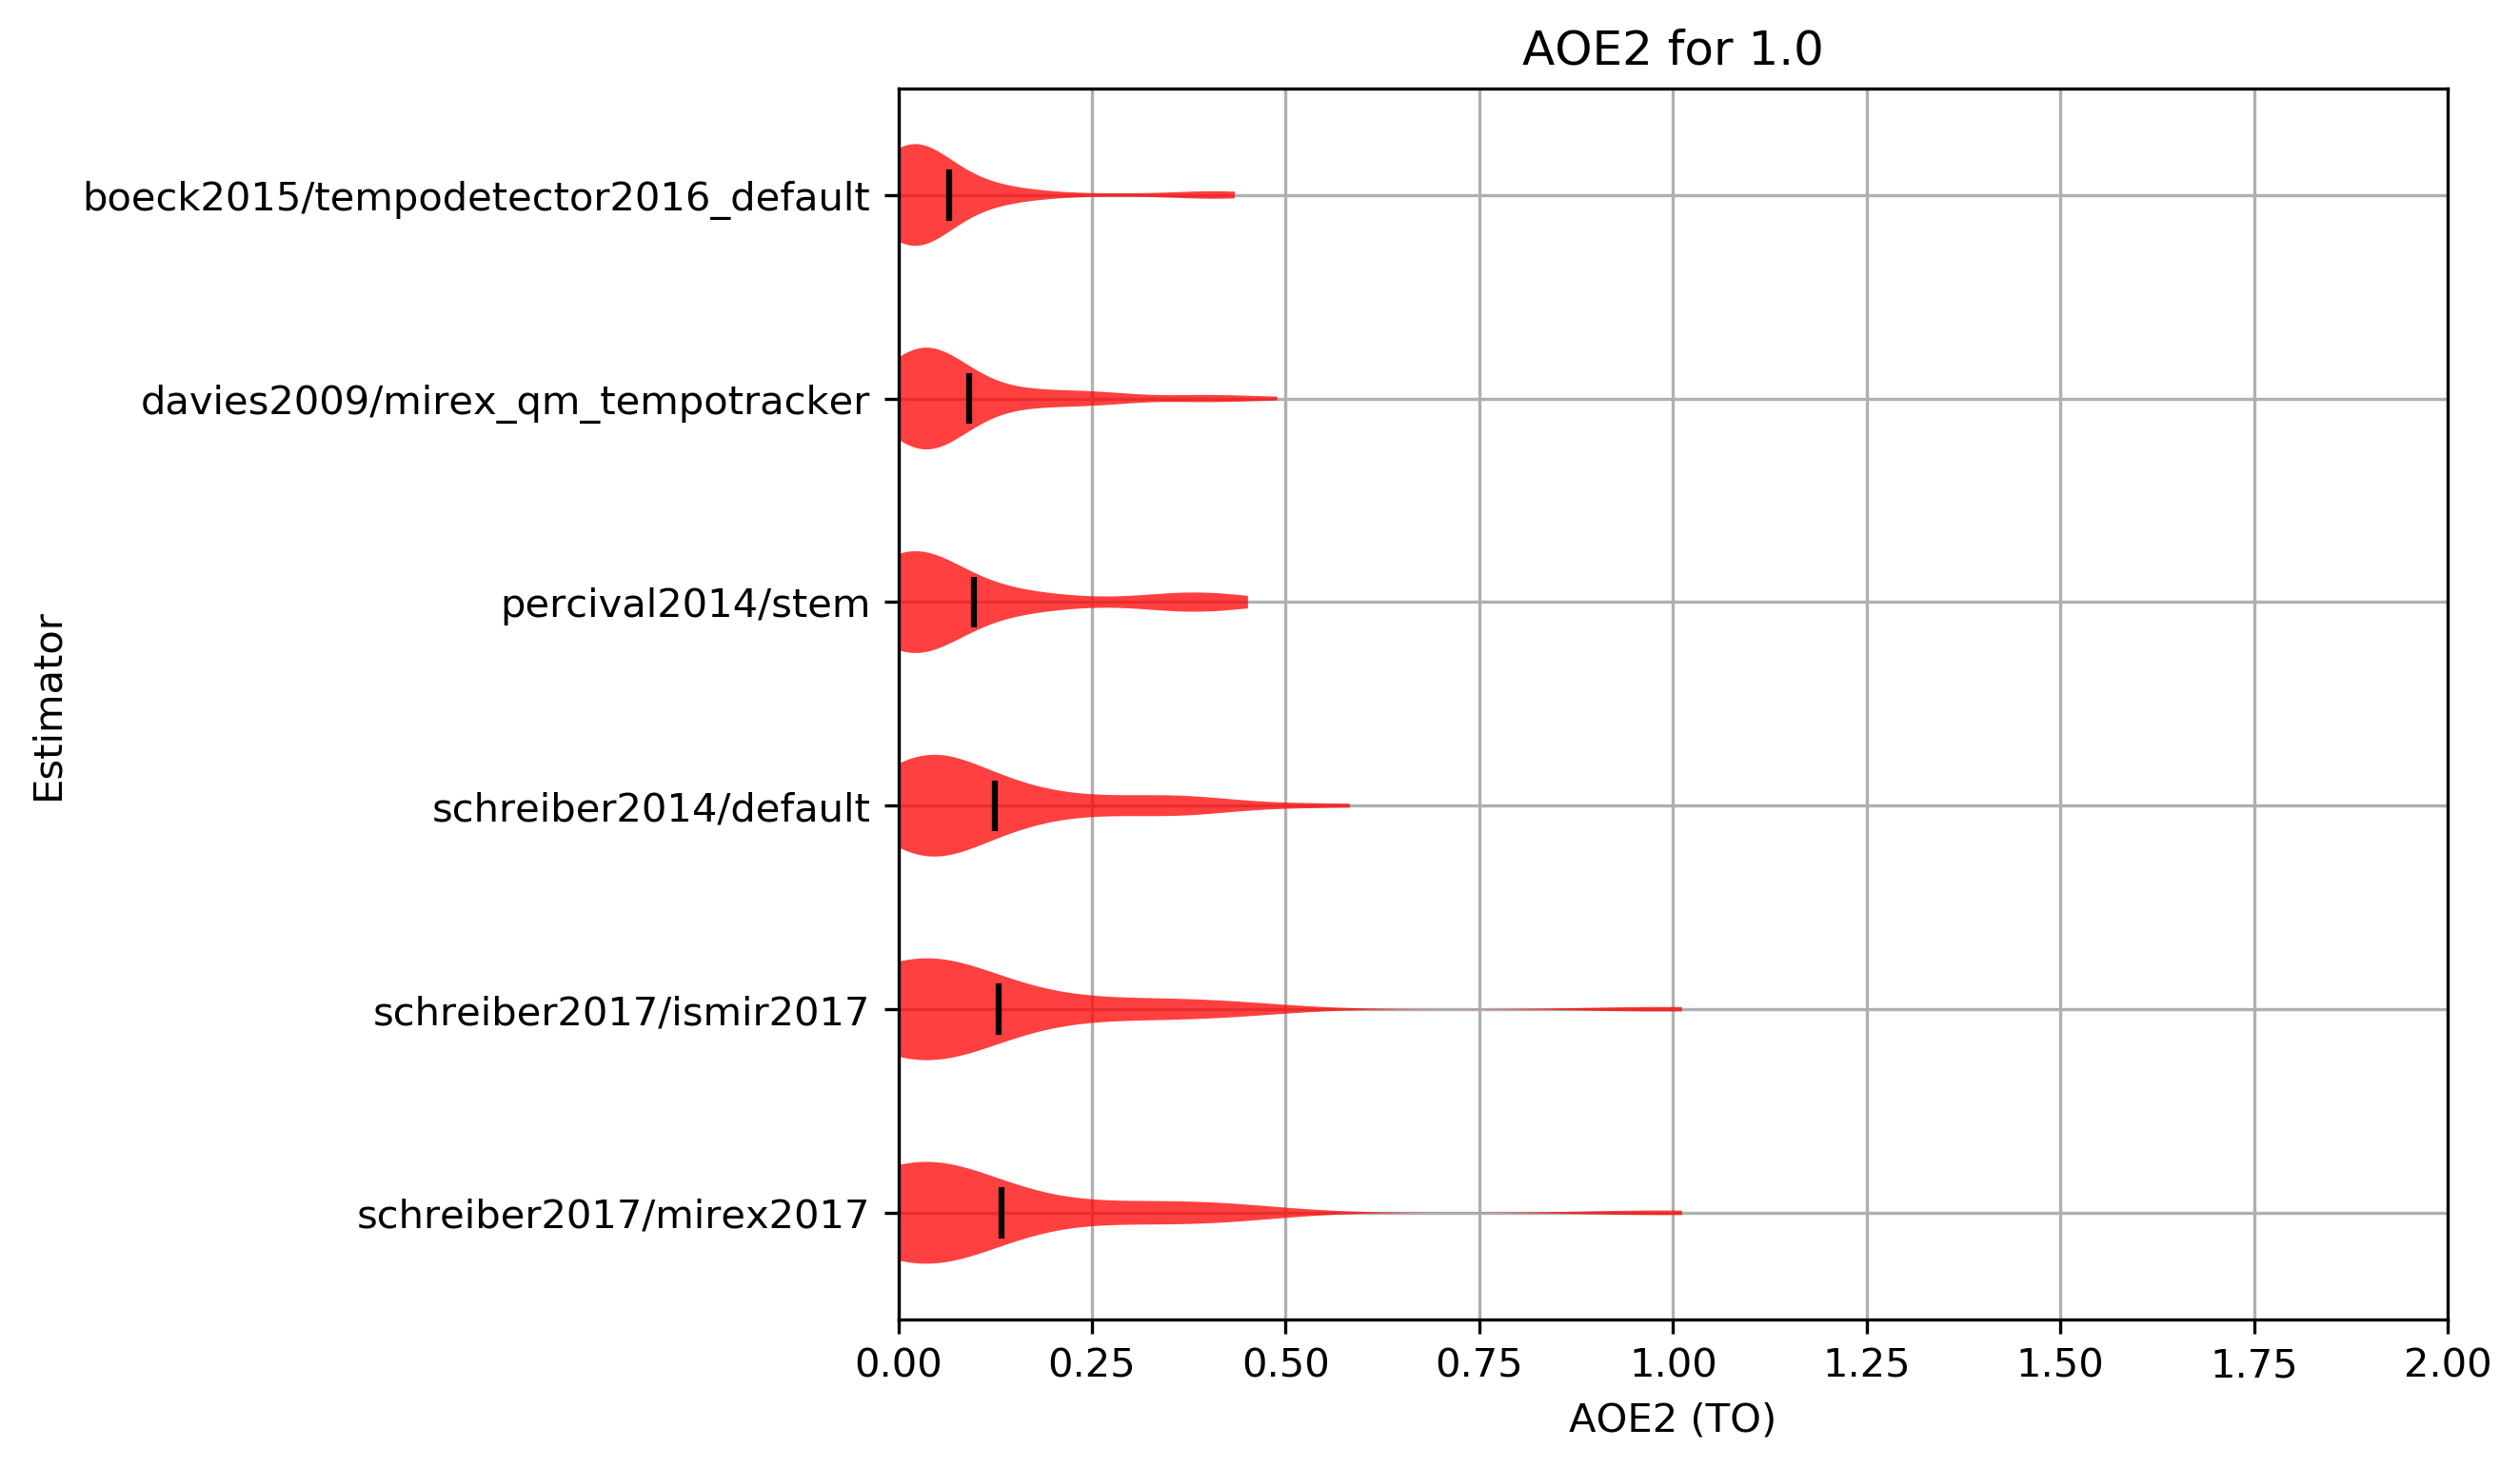 AOE2 for 1.0
boeck2015/tempodetector2016_default
davies2009/mirex_qm_tempotracker
percival2014/stem
schreiber2014/default
schreiber2017/ismir2017
schreiber2017/mirex2017
Estimator
0.00 0.25 0.50 0.75 1.00 1.25 1.50 1.75 2.00
AOE2 (TO)